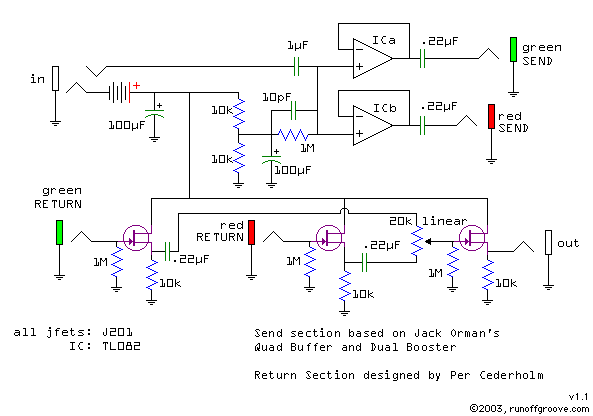 1µF
ICa
.22µF
green
SEND
in
+
+
+
100µF
10k
10k
10pF
1M
+
100µF
ICb
+
.22µF
red
SEND
green
RETURN
1M
.22µF
10k
red
RETURN
1M
.22µF
10k
20k linear
1M
10k
out
all jfets: J201
IC: TL082
Send section based on Jack Orman's
Quad Buffer and Dual Booster
Return Section designed by Per Cederholm
v1.1
©2003, runoffgroove.com